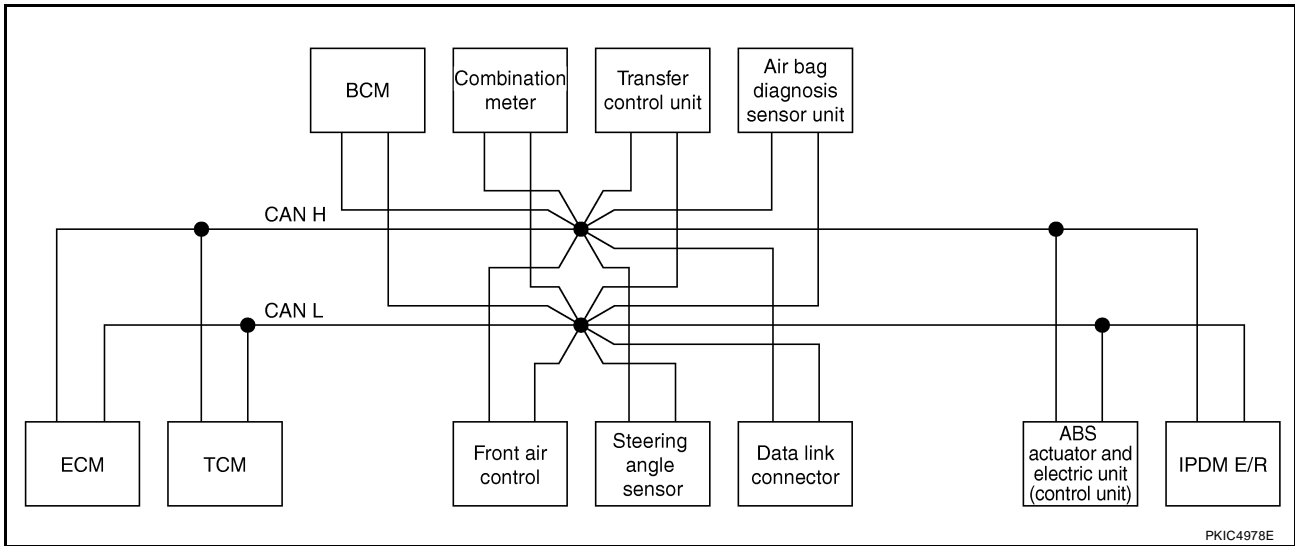 BCM
Combination
meter
Transfer
control unit
Air bag
diagnosis
sensor unit
CAN H
CAN L
ECM
TCM
Front air
control
Steering
angle
sensor
Data link
connector
ABS
actuator and
electric unit
(control unit)
IPDM E/R
PKIC4978E